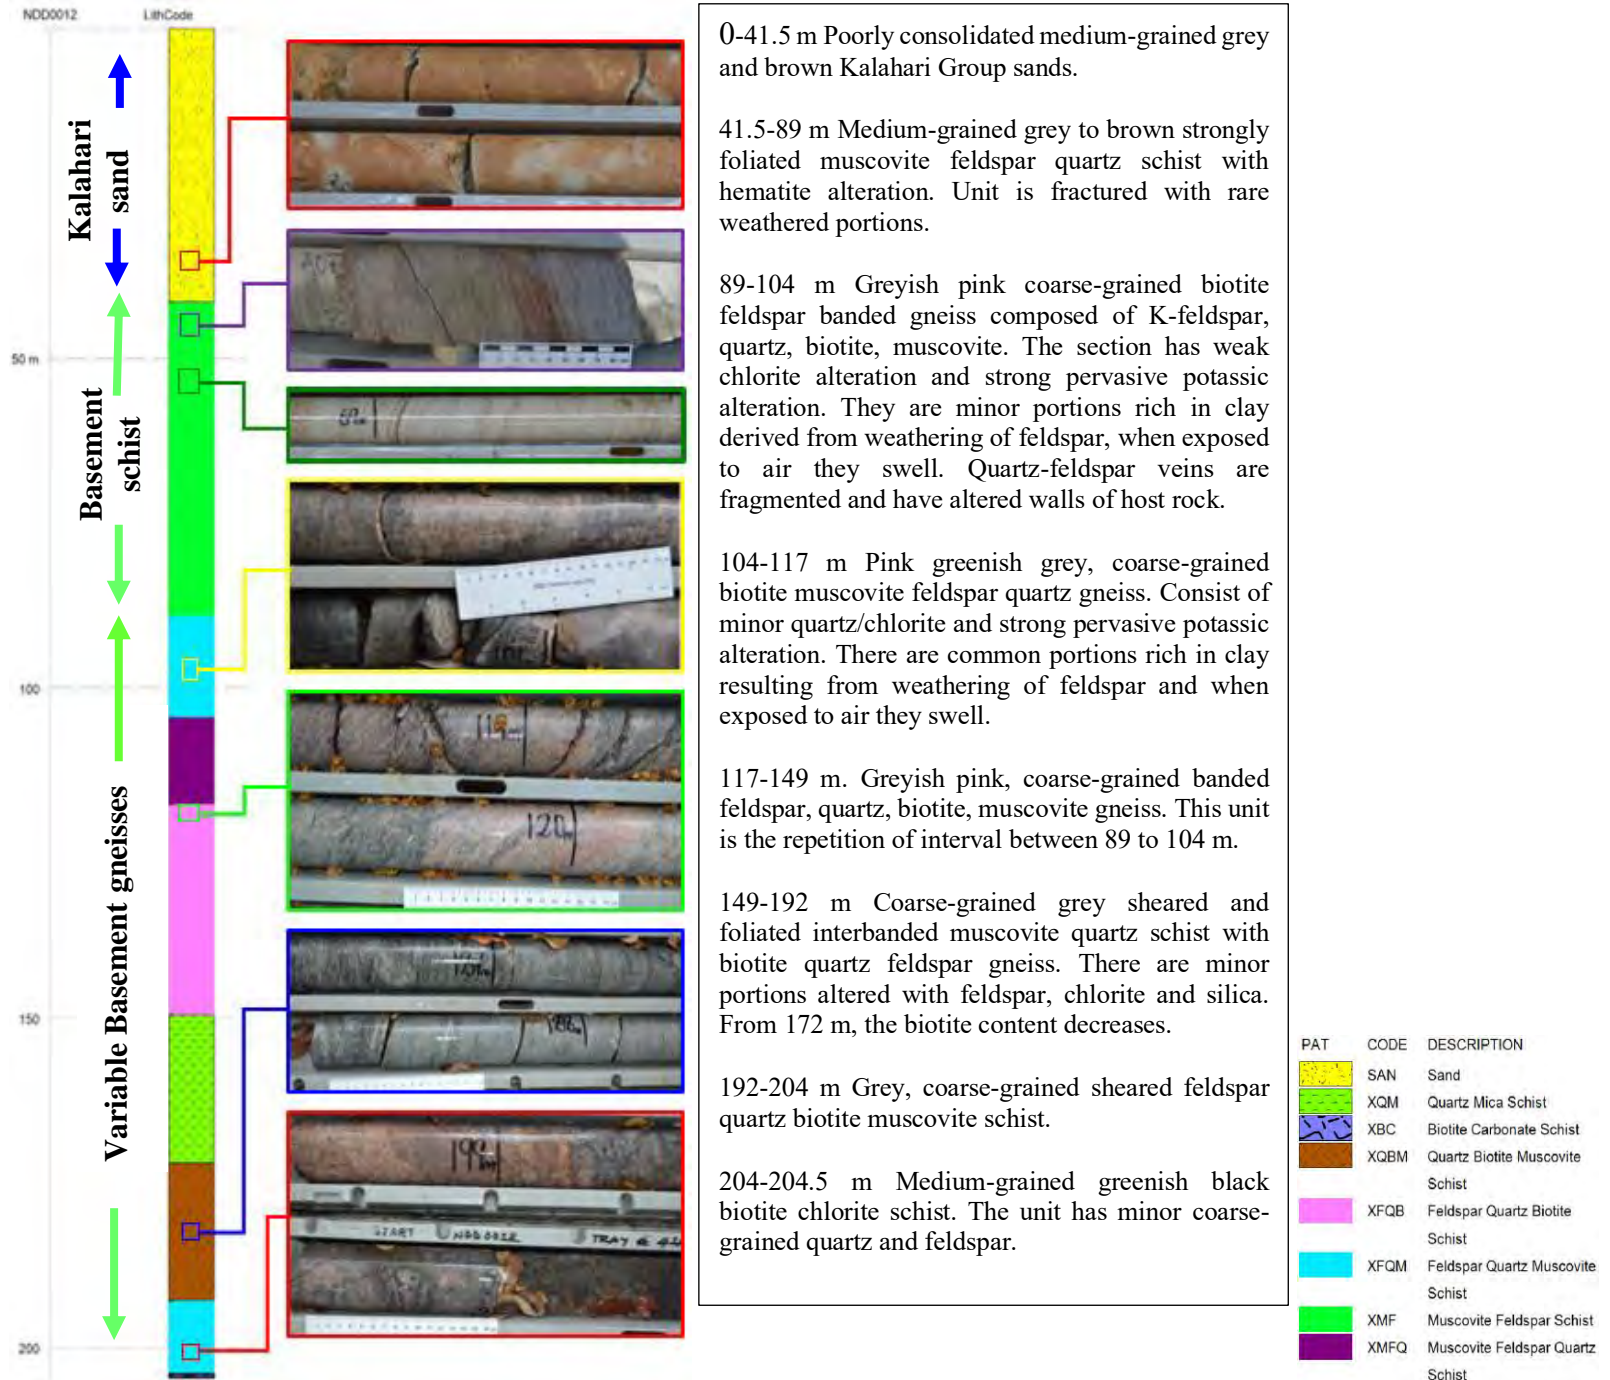 NDD0012 LithCode
Kalahari
sand
Basement
schist
Variable Basement gneisses
50 m
100
150
200
119m
120m
START NDD0012 TRAY
0-41.5 m Poorly consolidated medium-grained grey
and brown Kalahari Group sands.
41.5-89 m Medium-grained grey to brown strongly
foliated muscovite feldspar quartz schist with
hematite alteration. Unit is fractured with rare
weathered portions.
89-104 m Greyish pink coarse-grained biotite
feldspar banded gneiss composed of K-feldspar,
quartz, biotite, muscovite. The section has weak
chlorite alteration and strong pervasive potassic
alteration. They are minor portions rich in clay
derived from weathering of feldspar, when exposed
to air they swell. Quartz-feldspar veins are
fragmented and have altered walls of host rock.
104-117 m Pink greenish grey, coarse-grained
biotite muscovite feldspar quartz gneiss. Consist of
minor quartz/chlorite and strong pervasive potassic
alteration. There are common portions rich in clay
resulting from weathering of feldspar and when
exposed to air they swell.
117-149 m. Greyish pink, coarse-grained banded
feldspar, quartz, biotite, muscovite gneiss. This unit
is the repetition of interval between 89 to 104 m.
149-192 m Coarse-grained grey sheared and
foliated interbanded muscovite quartz schist with
biotite quartz feldspar gneiss. There are minor
portions altered with feldspar, chlorite and silica.
From 172 m, the biotite content decreases.
192-204 m Grey, coarse-grained sheared feldspar
quartz biotite muscovite schist.
204-204.5 m Medium-grained greenish black
biotite chlorite schist. The unit has minor coarse-
grained quartz and feldspar.
PAT CODE DESCRIPTION
SAN Sand
XQM Quartz Mica Schist
XBC Biotite Carbonate Schist
XQBM Quartz Biotite Muscovite
Schist
XFQB Feldspar Quartz Biotite
Schist
XFQM Feldspar Quartz Muscovite
Schist
XMF Muscovite Feldspar Schist
XMFQ Muscovite Feldspar Quartz
Schist